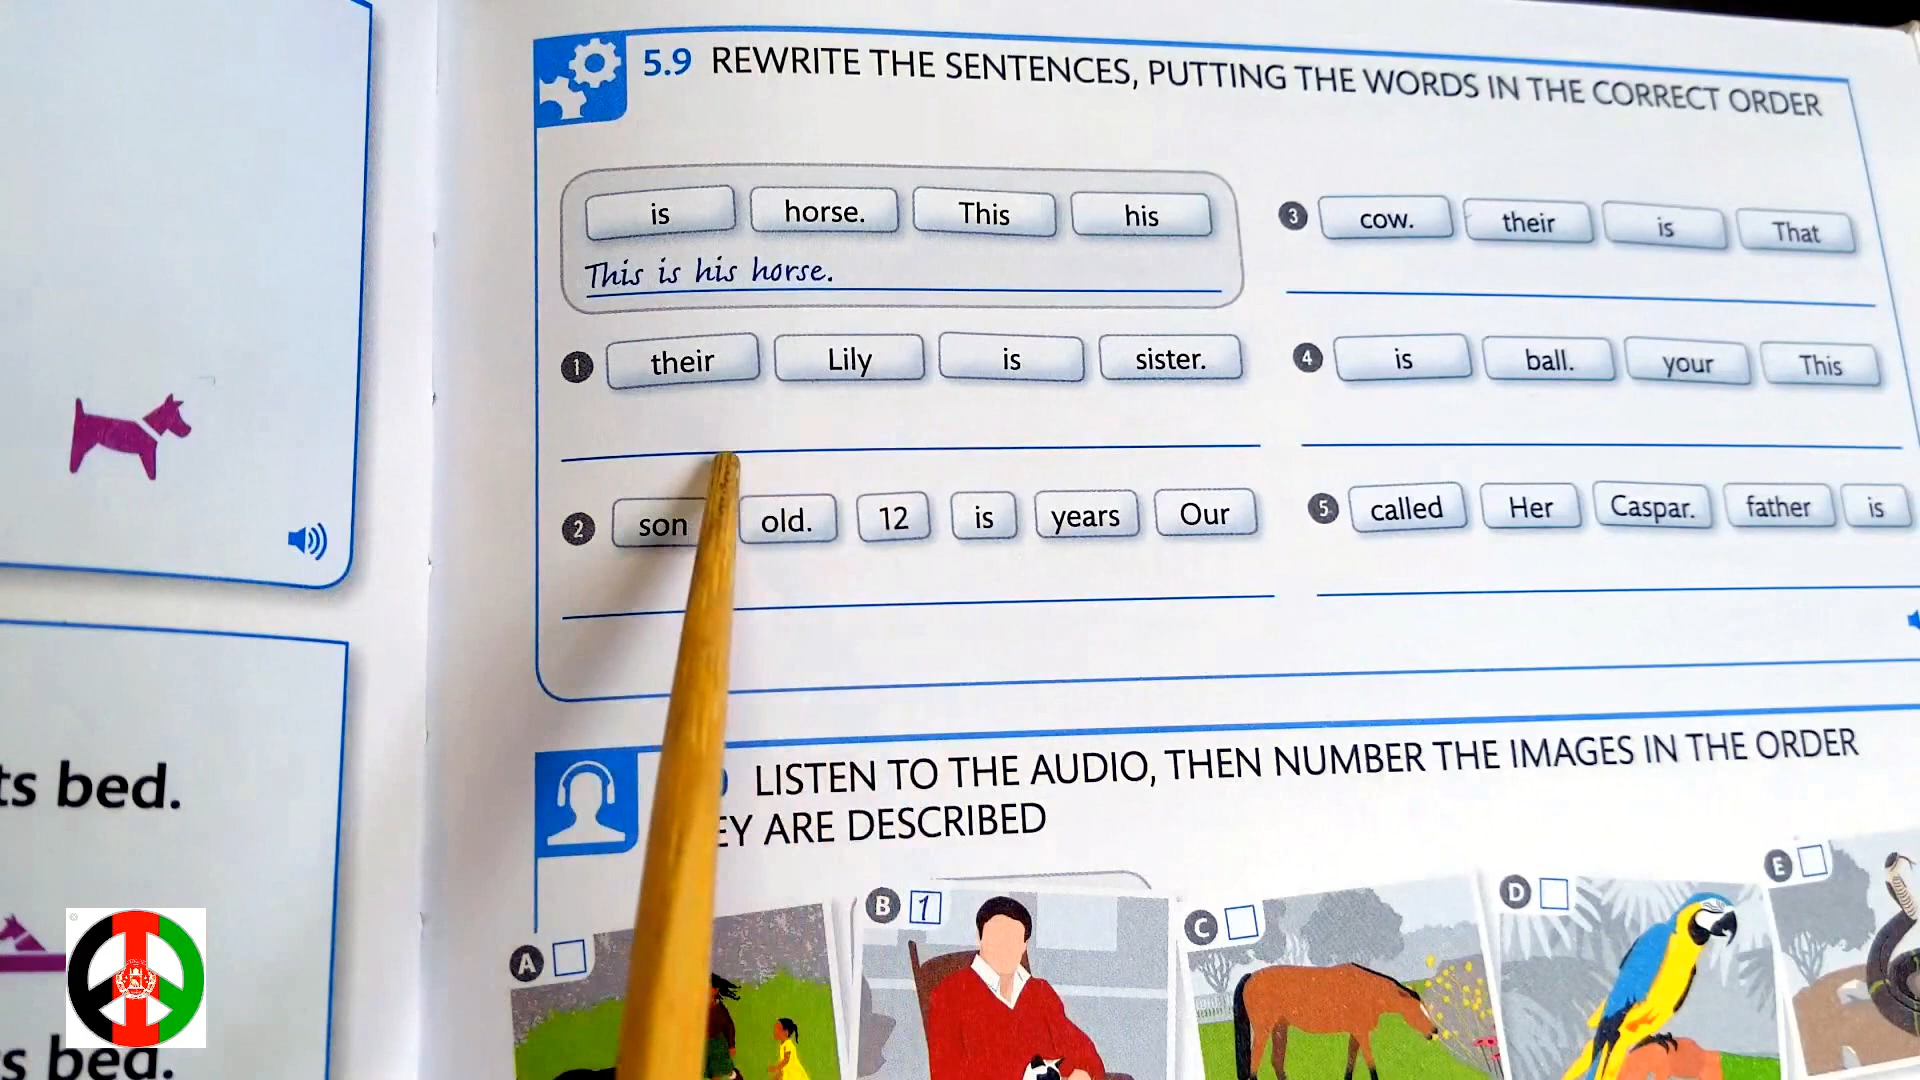 ts bed.
s bed.
5.9 REWRITE THE SENTENCES, PUTTING THE WORDS IN THE CORRECT ORDER
is horse. This his
This is his horse.
1 their Lily is sister.
2 son old. 12 is years Our
3 cow. their is That
4 is ball. your This
5 called Her Caspar. father is
LISTEN TO THE AUDIO, THEN NUMBER THE IMAGES IN THE ORDER
EY ARE DESCRIBED
A
B 1
C
D
E